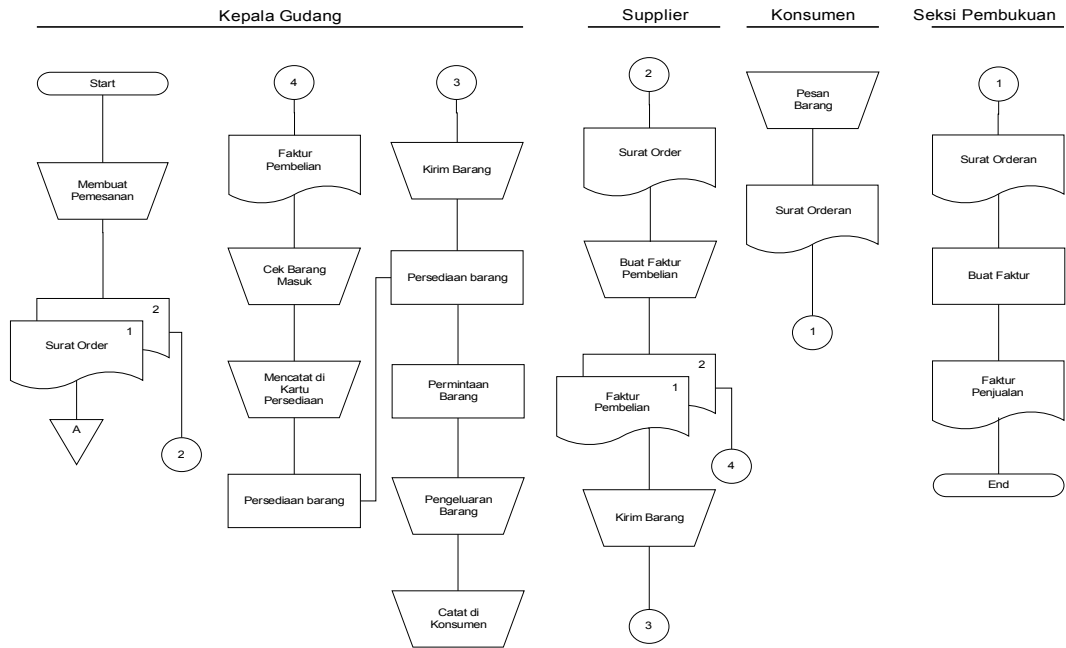 Kepala Gudang
Supplier
Konsumen
Seksi Pembukuan
Start
Membuat
Pemesanan
2
1
Surat Order
A
2
4
Faktur
Pembelian
Cek Barang
Masuk
Mencatat di
Kartu
Persediaan
Persediaan barang
3
Kirim Barang
Persediaan barang
Permintaan
Barang
Pengeluaran
Barang
Catat di
Konsumen
2
Surat Order
Buat Faktur
Pembelian
2
1
Faktur
Pembelian
4
Kirim Barang
3
Pesan
Barang
Surat Orderan
1
1
Surat Orderan
Buat Faktur
Faktur
Penjualan
End